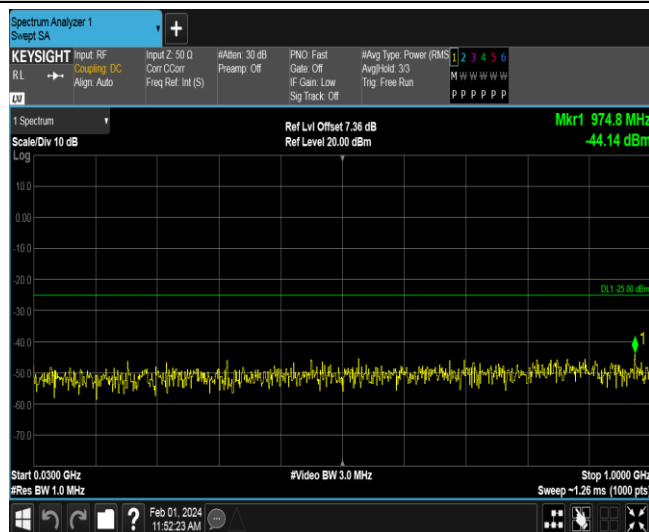 Spectrum Analyzer 1
Swept SA
+
KEYSIGHT Input: RF Input Z: 50 Ω #Atten: 30 dB PNO: Fast #Avg Type: Power (RMS 1 2 3 4 5 6
RL Coupling: DC Corr CCorr Preamp: Off Gate: Off Avg|Hold: 3/3 M W W W W W
Align: Auto Freq Ref: Int (S) IF Gain: Low Trig: Free Run
Sig Track: Off P P P P P P
LXI
1 Spectrum Ref Lvl Offset 7.36 dB Mkr1 974.8 MHz
Scale/Div 10 dB Ref Level 20.00 dBm -44.14 dBm
Log
10.0
0.00
-10.0
-20.0
DL1 -25.00 dBm
-30.0
-40.0 1
-50.0
-60.0
-70.0
Start 0.0300 GHz #Video BW 3.0 MHz Stop 1.0000 GHz
#Res BW 1.0 MHz Sweep ~1.26 ms (1000 pts)
? Feb 01, 2024
11:52:23 AM